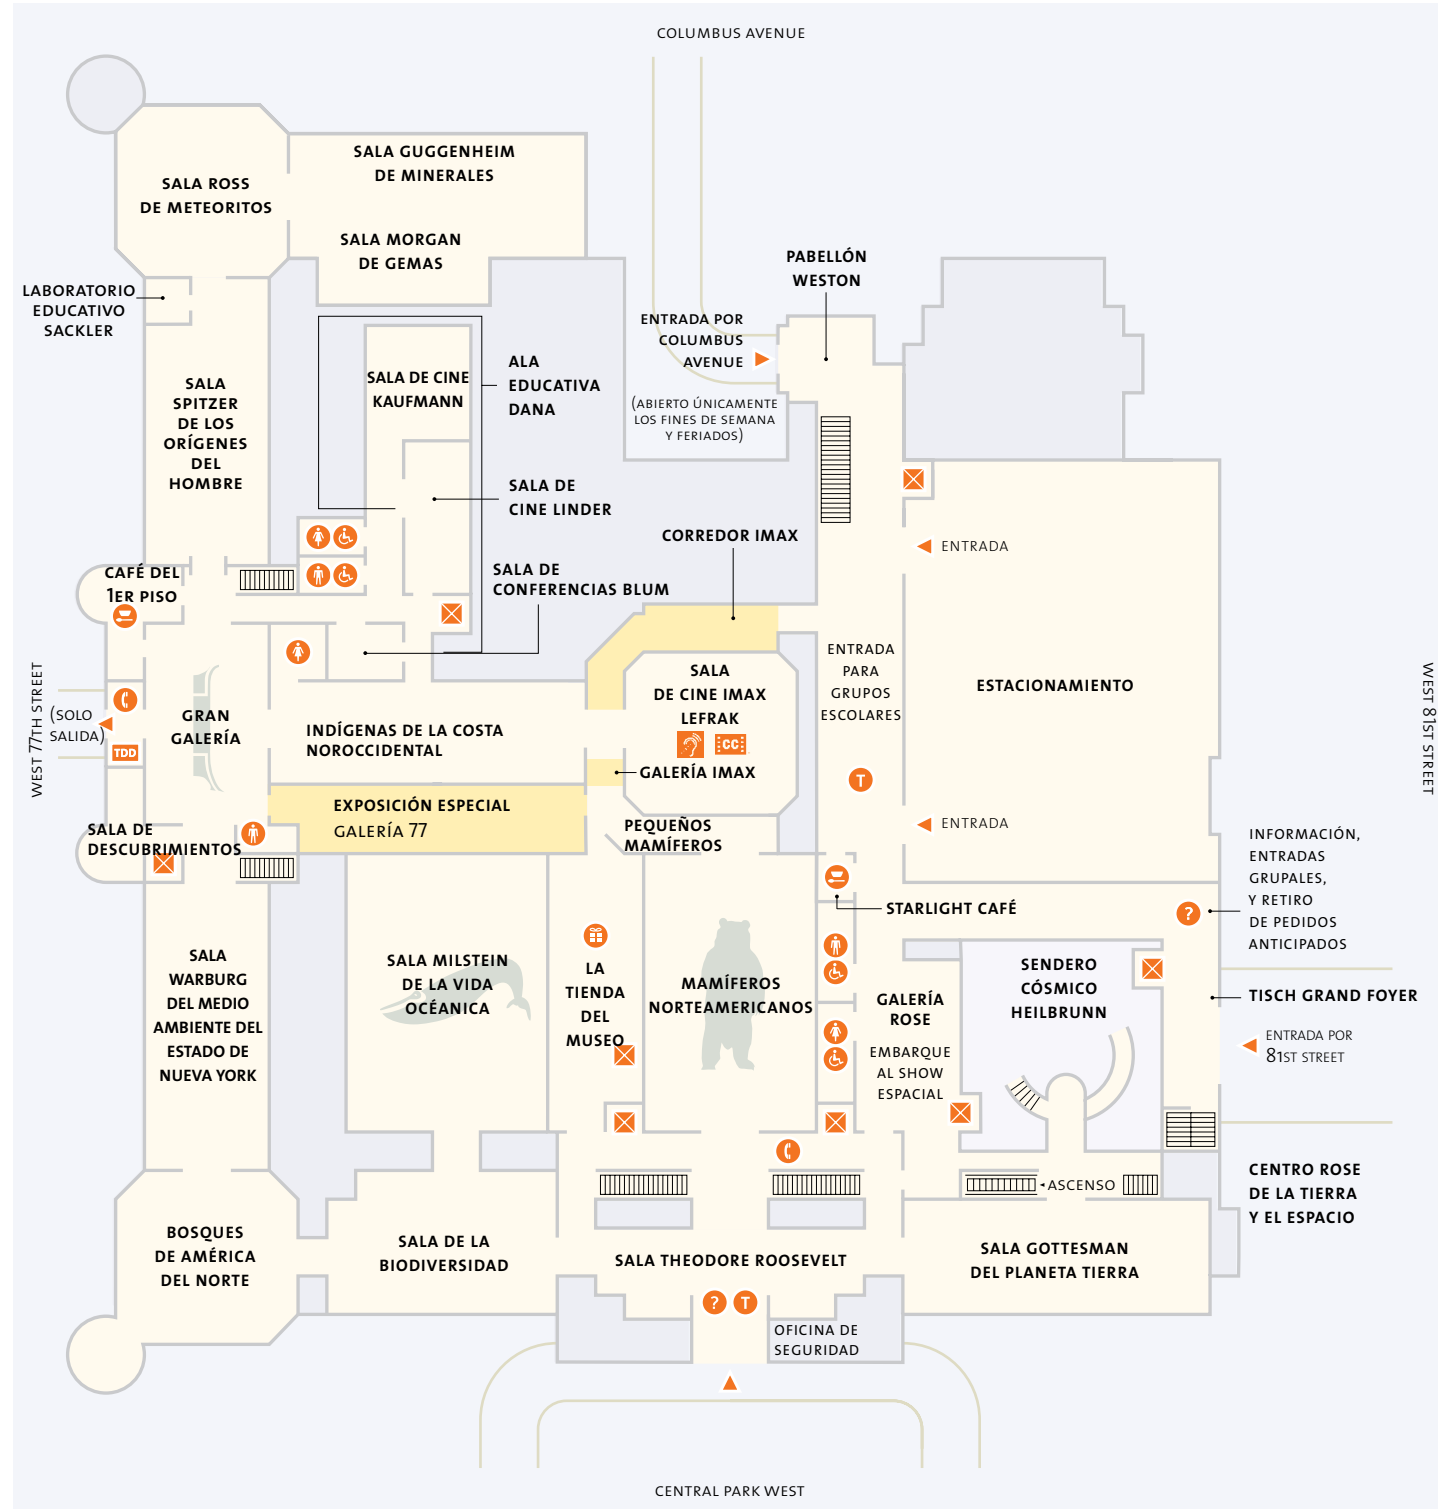 COLUMBUS AVENUE
SALA GUGGENHEIM
DE MINERALES
SALA ROSS
DE METEORITOS
SALA MORGAN
DE GEMAS
PABELLÓN
WESTON
LABORATORIO
EDUCATIVO
SACKLER
ENTRADA POR
COLUMBUS
AVENUE
(ABIERTO ÚNICAMENTE
LOS FINES DE SEMANA
Y FERIADOS)
ALA
EDUCATIVA
DANA
SALA DE CINE
KAUFMANN
SALA
SPITZER
DE LOS
ORÍGENES
DEL
HOMBRE
SALA DE
CINE LINDER
CORREDOR IMAX
ENTRADA
SALA DE
CONFERENCIAS BLUM
CAFÉ DEL
1ER PISO
ENTRADA
PARA
GRUPOS
ESCOLARES
ESTACIONAMIENTO
SALA
DE CINE IMAX
LEFRAK
CC
GALERÍA IMAX
WEST 77TH STREET
(SOLO
SALIDA)
TDD
GRAN
GALERÍA
INDÍGENAS DE LA COSTA
NOROCCIDENTAL
WEST 81ST STREET
T
EXPOSICIÓN ESPECIAL
GALERÍA 77
PEQUEÑOS
MAMÍFEROS
ENTRADA
SALA DE
DESCUBRIMIENTOS
INFORMACIÓN,
ENTRADAS
GRUPALES,
Y RETIRO
DE PEDIDOS
ANTICIPADOS
?
STARLIGHT CAFÉ
SALA
WARBURG
DEL MEDIO
AMBIENTE DEL
ESTADO DE
NUEVA YORK
SALA MILSTEIN
DE LA VIDA
OCÉANICA
LA
TIENDA
DEL
MUSEO
MAMÍFEROS
NORTEAMERICANOS
GALERÍA
ROSE
EMBARQUE
AL SHOW
ESPACIAL
SENDERO
CÓSMICO
HEILBRUNN
TISCH GRAND FOYER
ENTRADA POR
81ST STREET
ASCENSO
CENTRO ROSE
DE LA TIERRA
Y EL ESPACIO
BOSQUES
DE AMÉRICA
DEL NORTE
SALA DE LA
BIODIVERSIDAD
SALA THEODORE ROOSEVELT
SALA GOTTESMAN
DEL PLANETA TIERRA
? T
OFICINA DE
SEGURIDAD
CENTRAL PARK WEST